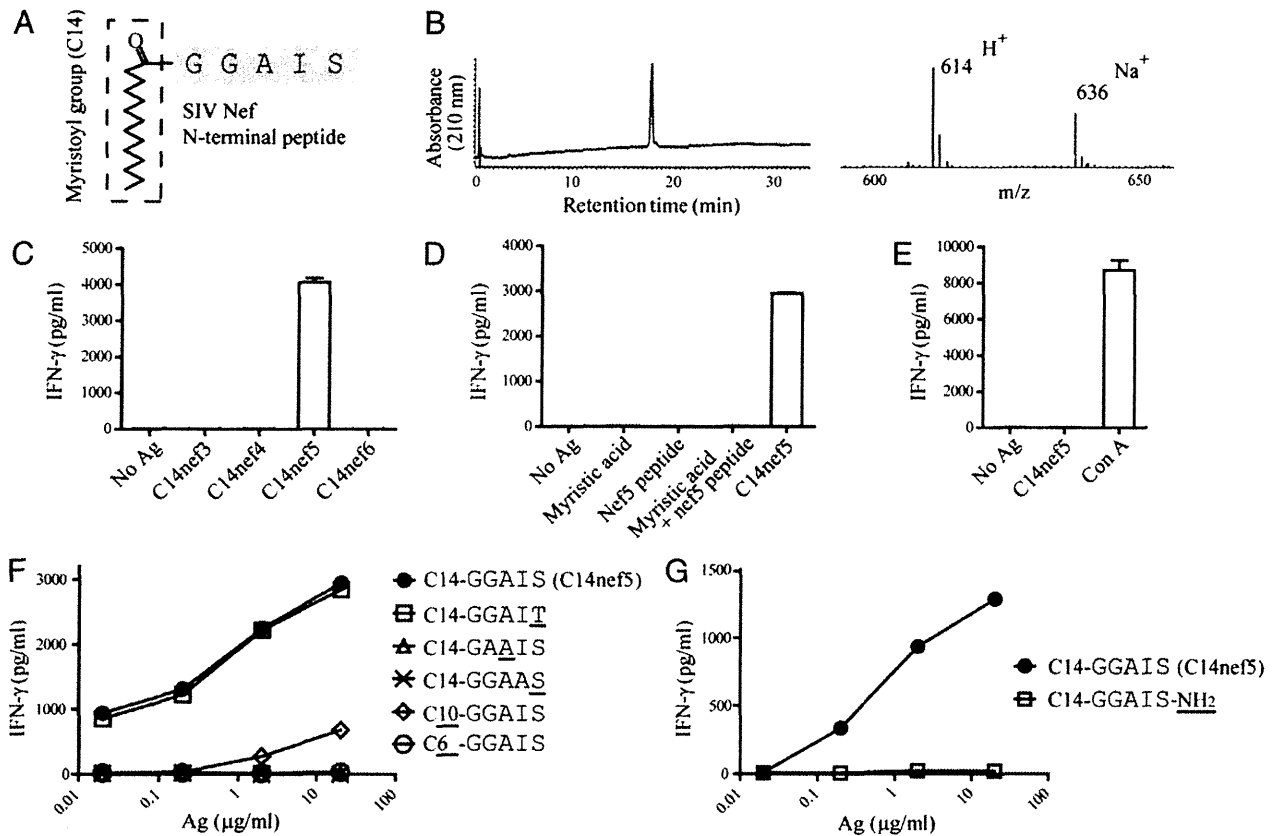 A
Myristoyl group (C14)
O
G G A I S
SIV Nef
N-terminal peptide
B
Absorbance
(210 nm)
0
10
20
30
Retention time (min)
614
H+
636
Na+
600
650
m/z
C
IFN-γ (pg/ml)
5000
4000
3000
2000
1000
0
No Ag
C14nef3
C14nef4
C14nef5
C14nef6
D
IFN-γ (pg/ml)
4000
3000
2000
1000
0
No Ag
Myristic acid
Nef5 peptide
Myristic acid
+ nef5 peptide
C14nef5
E
IFN-γ (pg/ml)
10000
8000
6000
4000
2000
0
No Ag
C14nef5
Con A
F
IFN-γ (pg/ml)
3000
2000
1000
0
0.01
0.1
1
10
100
Ag (μg/ml)
C14-GGAIS (C14nef5)
C14-GGAIT
C14-GAAIS
C14-GGAAS
C10-GGAIS
C6 -GGAIS
G
IFN-γ (pg/ml)
1500
1000
500
0
0.01
0.1
1
10
100
Ag (μg/ml)
C14-GGAIS (C14nef5)
C14-GGAIS-NH2